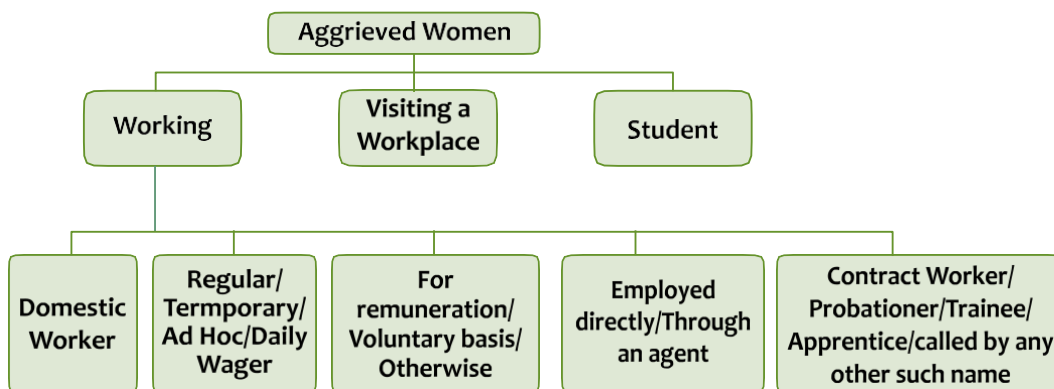 Aggrieved Women
Working
Visiting a
Workplace
Student
Domestic
Worker
Regular/
Termporary/
Ad Hoc/Daily
Wager
For
remuneration/
Voluntary basis/
Otherwise
Employed
directly/Through
an agent
Contract Worker/
Probationer/Trainee/
Apprentice/called by any
other such name